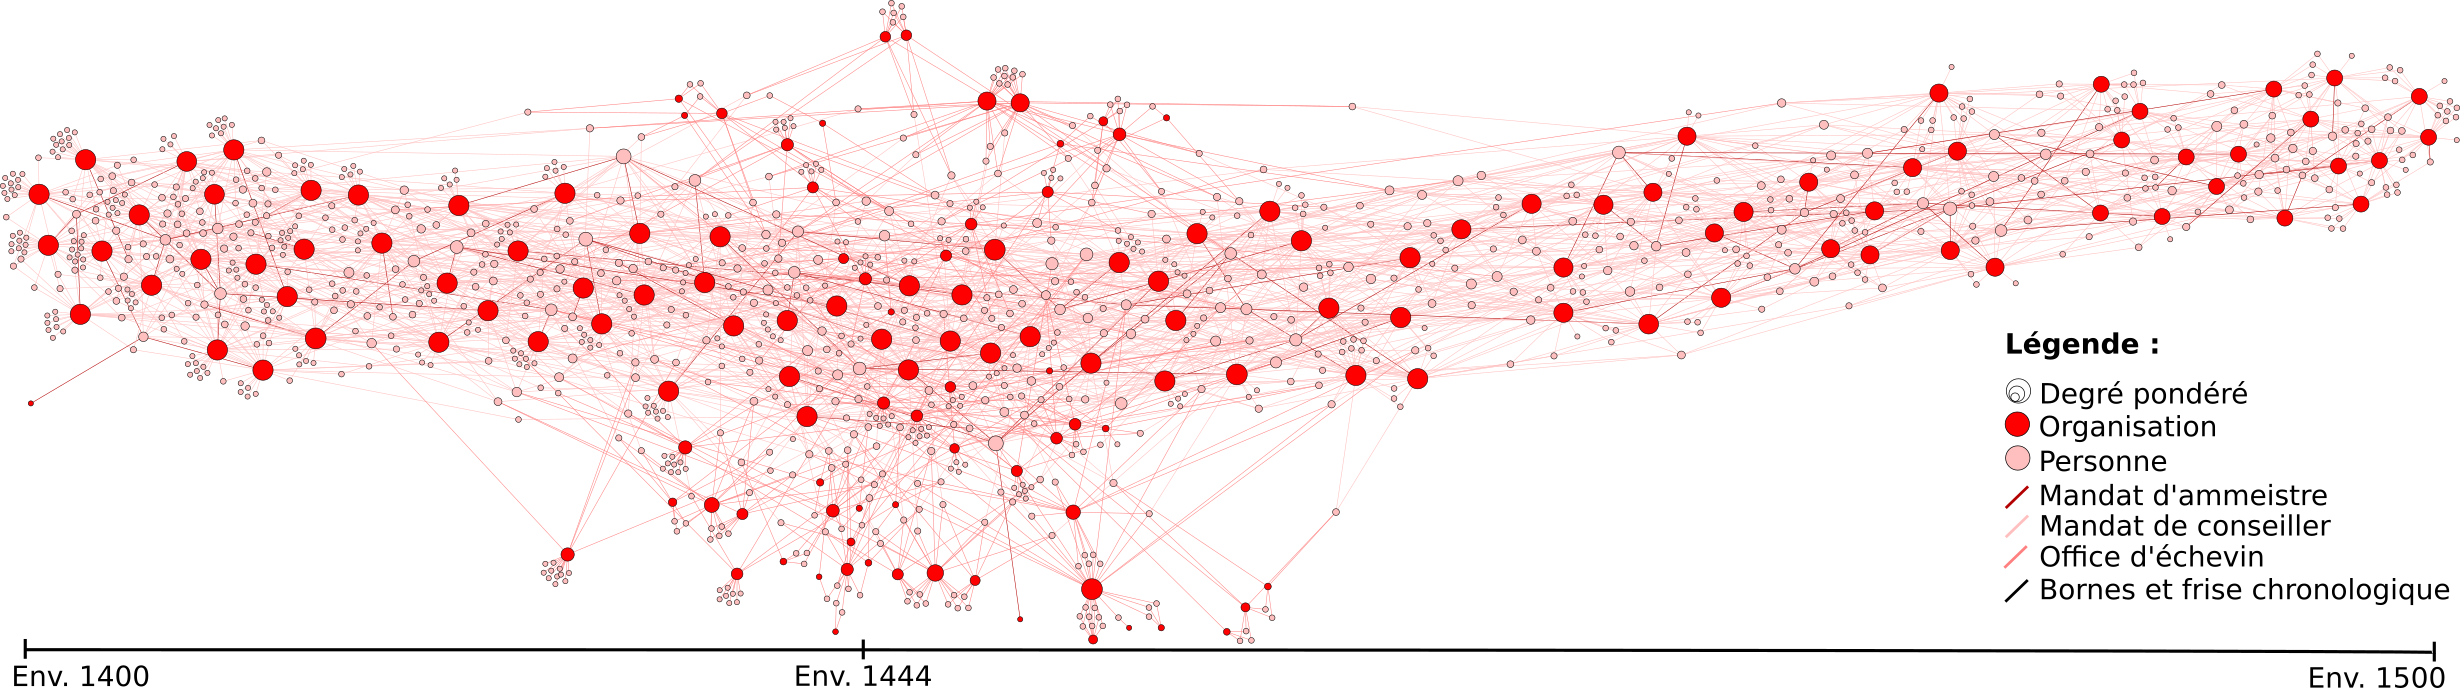 Légende :
Degré pondéré
Organisation
Personne
Mandat d'ammeistre
Mandat de conseiller
Office d'échevin
Bornes et frise chronologique
Env. 1400
Env. 1444
Env. 1500